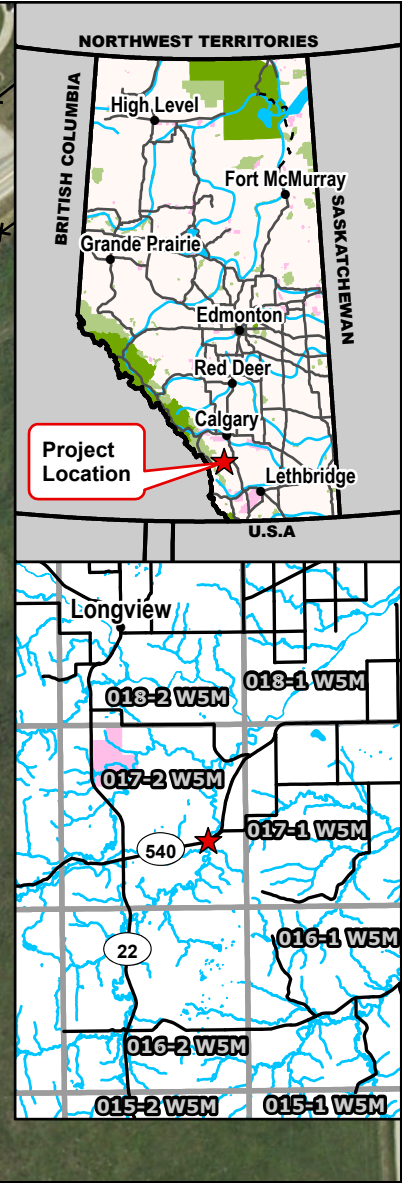 NORTHWEST TERRITORIES
BRITISH COLUMBIA
High Level
Fort McMurray
SASKATCHEWAN
Grande Prairie
Edmonton
Red Deer
Calgary
Project
Location
Lethbridge
U.S.A
Longview
018-2 W5M
018-1 W5M
017-2 W5M
017-1 W5M
540
016-1 W5M
22
016-2 W5M
015-2 W5M
015-1 W5M